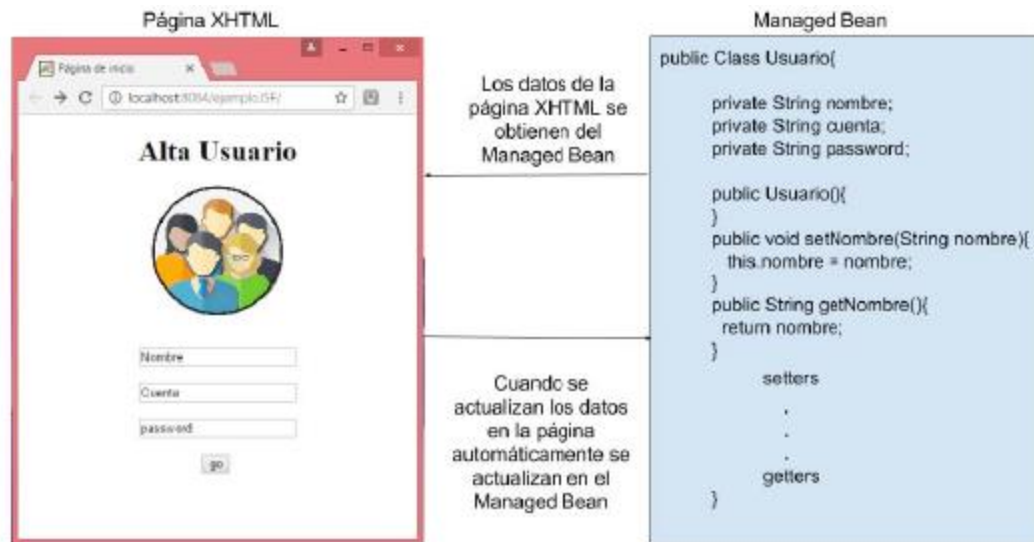 Página XHTML
Managed Bean
Página de inicio
localhost:8084/ejemploJSF/
Alta Usuario
Nombre
Cuenta
password
go
Los datos de la
página XHTML se
obtienen del
Managed Bean
Cuando se
actualizan los datos
en la página
automáticamente se
actualizan en el
Managed Bean
public Class Usuario{
private String nombre;
private String cuenta;
private String password;
public Usuario(){
}
public void setNombre(String nombre){
this.nombre = nombre;
}
public String getNombre(){
return nombre;
}
setters
.
.
.
getters
}